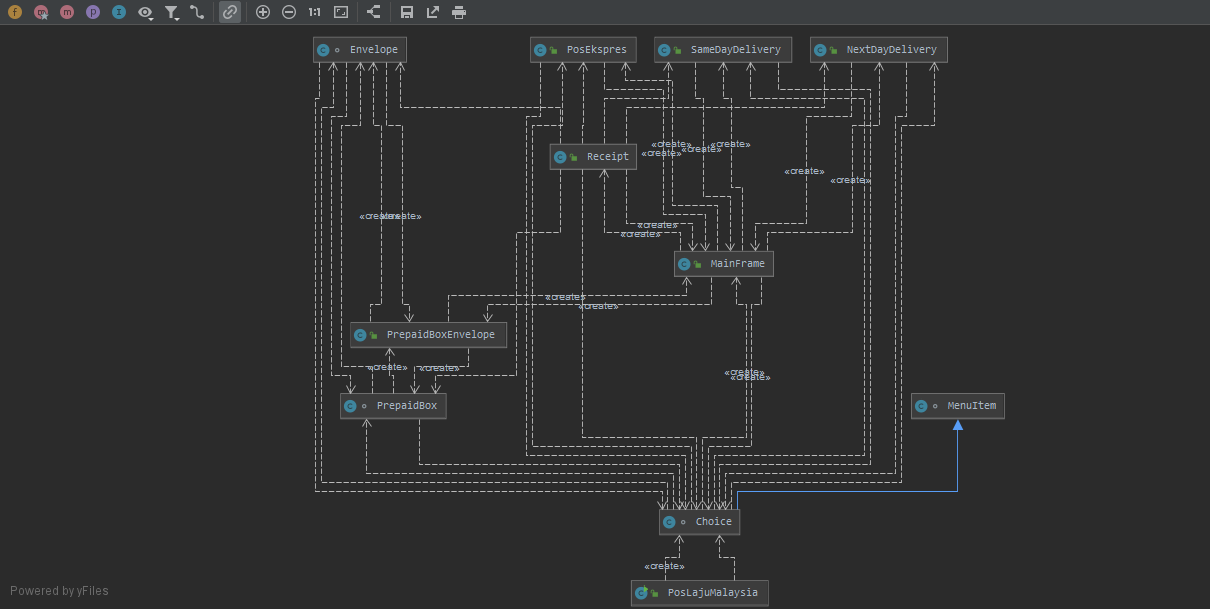 f m m p I 1:1
Envelope PosEkspres SameDayDelivery NextDayDelivery
«create» «create» «create»
«create»
Receipt
«create»
«create»
«create» «create»
«create»
«create»
MainFrame
«create»
«create»
PrepaidBoxEnvelope
«create» «create»
«create»
«create»
PrepaidBox MenuItem
Choice
«create»
PosLajuMalaysia
Powered by yFiles